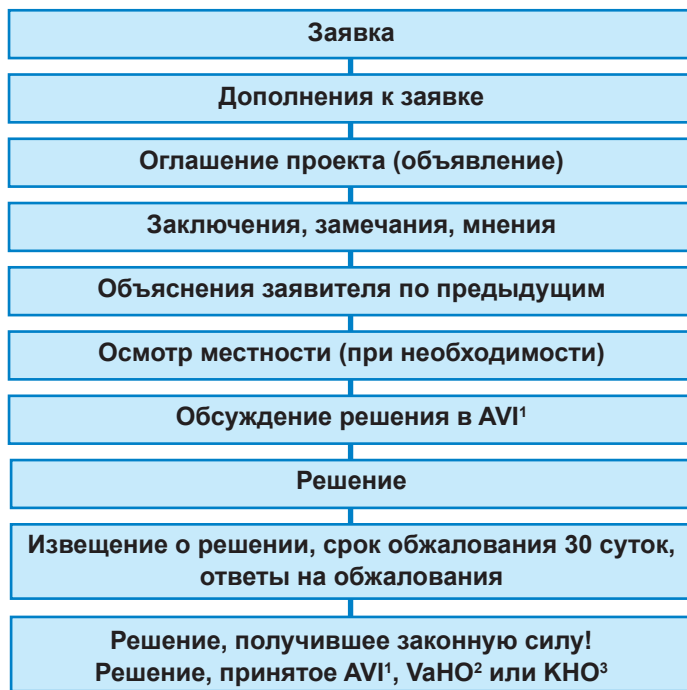 Заявка
Дополнения к заявке
Оглашение проекта (объявление)
Заключения, замечания, мнения
Объяснения заявителя по предыдущим
Осмотр местности (при необходимости)
Обсуждение решения в AVI¹
Решение
Извещение о решении, срок обжалования 30 суток,
ответы на обжалования
Решение, получившее законную силу!
Решение, принятое AVI¹, VaHO² или KHO³